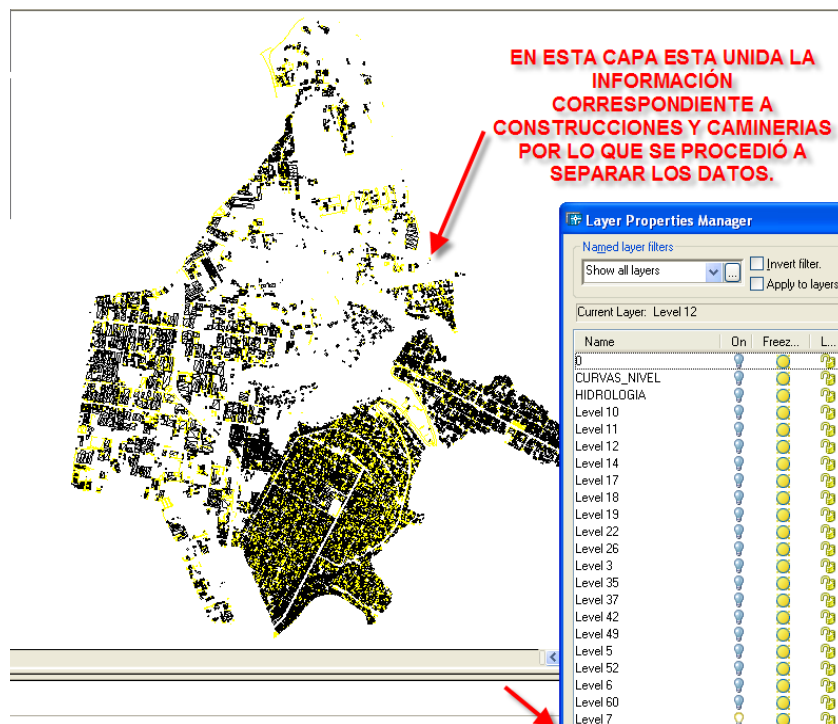 EN ESTA CAPA ESTA UNIDA LA
INFORMACIÓN
CORRESPONDIENTE A
CONSTRUCCIONES Y CAMINERIAS
POR LO QUE SE PROCEDIÓ A
SEPARAR LOS DATOS.
Layer Properties Manager
Named layer filters
Show all layers
...
Invert filter.
Apply to layers
Current Layer: Level 12
Name On Freez... L...
0
CURVAS_NIVEL
HIDROLOGIA
Level 10
Level 11
Level 12
Level 14
Level 17
Level 18
Level 19
Level 22
Level 26
Level 3
Level 35
Level 37
Level 42
Level 49
Level 5
Level 52
Level 6
Level 60
Level 7